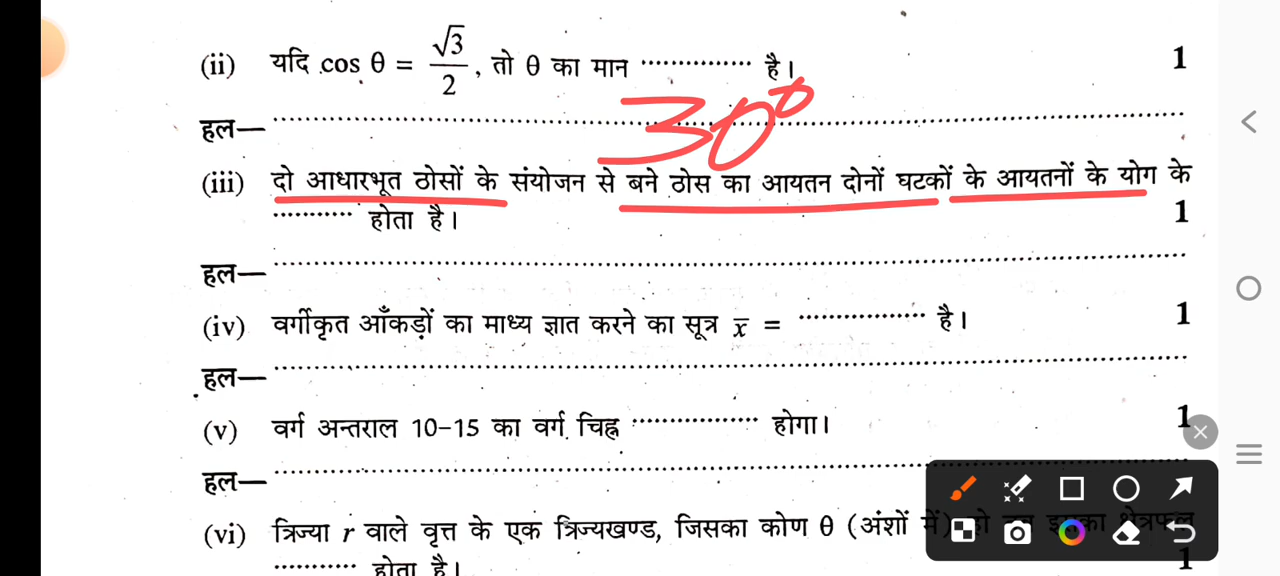 (ii) यदि cos θ = √3/2, तो θ का मान ................ है। 1
30°
हल— ................................
(iii) दो आधारभूत ठोसों के संयोजन से बने ठोस का आयतन दोनों घटकों के आयतनों के योग के
........... होता है। 1
हल— ................................
(iv) वर्गीकृत आँकड़ों का माध्य ज्ञात करने का सूत्र x̄ = .................. है। 1
हल— ................................
(v) वर्ग अन्तराल 10–15 का वर्ग चिह्न .................. होगा। 1
हल— ................................
(vi) त्रिज्या r वाले वृत्त के एक त्रिज्यखण्ड, जिसका कोण θ (अंशों में)
........... होता है। 1